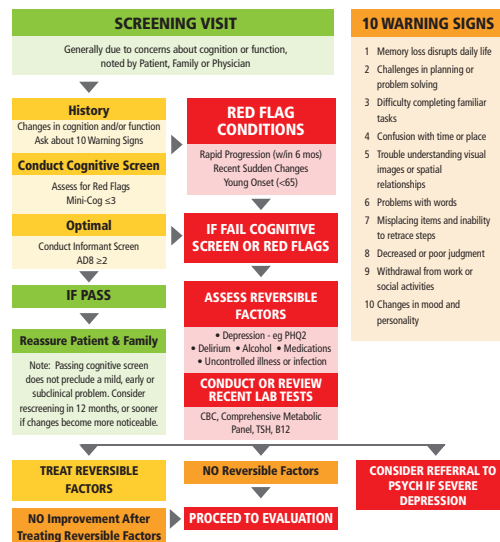 SCREENING VISIT
Generally due to concerns about cognition or function,
noted by Patient, Family or Physician
History
Changes in cognition and/or function
Ask about 10 Warning Signs
Conduct Cognitive Screen
Assess for Red Flags
Mini-Cog ≤3
Optimal
Conduct Informant Screen
AD8 ≥2
IF PASS
Reassure Patient & Family
Note: Passing cognitive screen
does not preclude a mild, early or
subclinical problem. Consider
rescreening in 12 months, or sooner
if changes become more noticeable.
RED FLAG
CONDITIONS
Rapid Progression (w/in 6 mos)
Recent Sudden Changes
Young Onset (<65)
IF FAIL COGNITIVE
SCREEN OR RED FLAGS
ASSESS REVERSIBLE
FACTORS
• Depression - eg PHQ2
• Delirium • Alcohol • Medications
• Uncontrolled illness or infection
CONDUCT OR REVIEW
RECENT LAB TESTS
CBC, Comprehensive Metabolic
Panel, TSH, B12
TREAT REVERSIBLE
FACTORS
NO Improvement After
Treating Reversible Factors
NO Reversible Factors
PROCEED TO EVALUATION
CONSIDER REFERRAL TO
PSYCH IF SEVERE
DEPRESSION
10 WARNING SIGNS
1 Memory loss disrupts daily life
2 Challenges in planning or
problem solving
3 Difficulty completing familiar
tasks
4 Confusion with time or place
5 Trouble understanding visual
images or spatial
relationships
6 Problems with words
7 Misplacing items and inability
to retrace steps
8 Decreased or poor judgment
9 Withdrawal from work or
social activities
10 Changes in mood and
personality